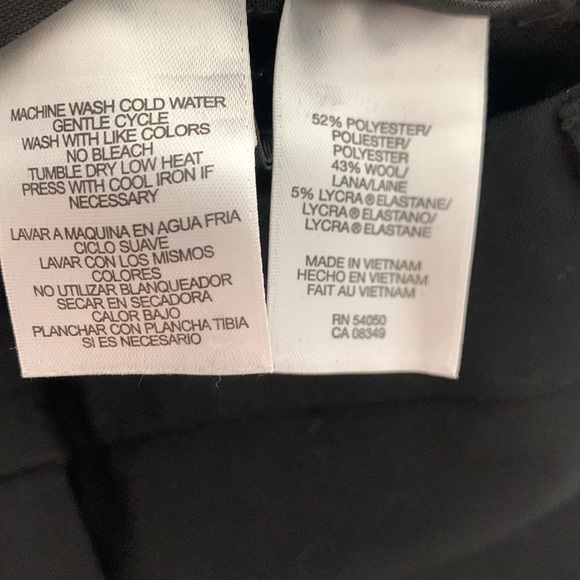 MACHINE WASH COLD WATER
GENTLE CYCLE
WASH WITH LIKE COLORS
NO BLEACH
TUMBLE DRY LOW HEAT
PRESS WITH COOL IRON IF
NECESSARY
LAVAR A MAQUINA EN AGUA FRIA
CICLO SUAVE
LAVAR CON LOS MISMOS
COLORES
NO UTILIZAR BLANQUEADOR
SECAR EN SECADORA
CALOR BAJO
PLANCHAR CON PLANCHA TIBIA
SI ES NECESARIO
52% POLYESTER/
POLIESTER/
POLYESTER
43% WOOL/
LANA/LAINE
5% LYCRA®ELASTANE/
LYCRA®ELASTANO/
LYCRA®ELASTANE
MADE IN VIETNAM
HECHO EN VIETNAM
FAIT AU VIETNAM
RN 54050
CA 08349